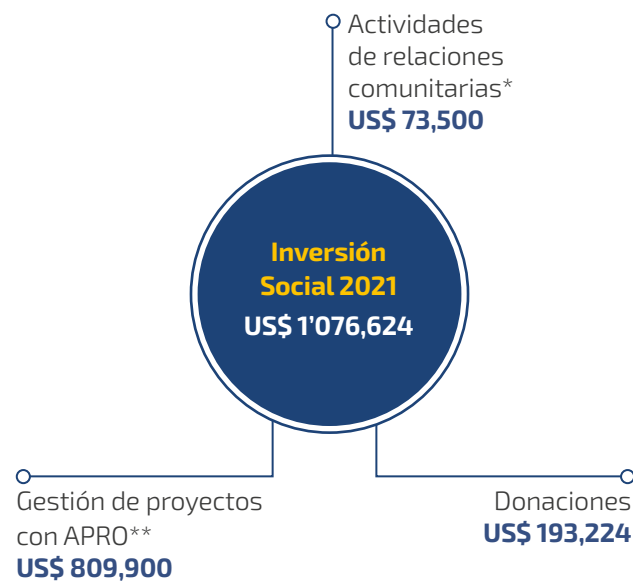 Actividades
de relaciones
comunitarias*
US$ 73,500
Inversión
Social 2021
US$ 1’076,624
Gestión de proyectos
con APRO**
US$ 809,900
Donaciones
US$ 193,224